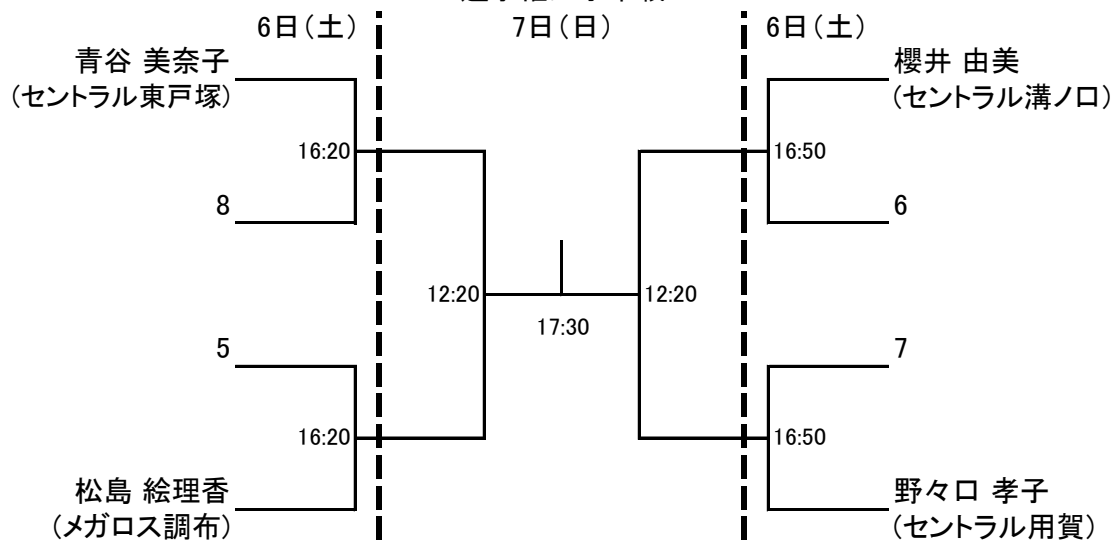 6日(土)
7日(日)
6日(土)
青谷 美奈子
(セントラル東戸塚)
16:20
8
5
16:20
松島 絵理香
(メガロス調布)
12:20
17:30
12:20
櫻井 由美
(セントラル溝ノ口)
16:50
6
7
16:50
野々口 孝子
(セントラル用賀)